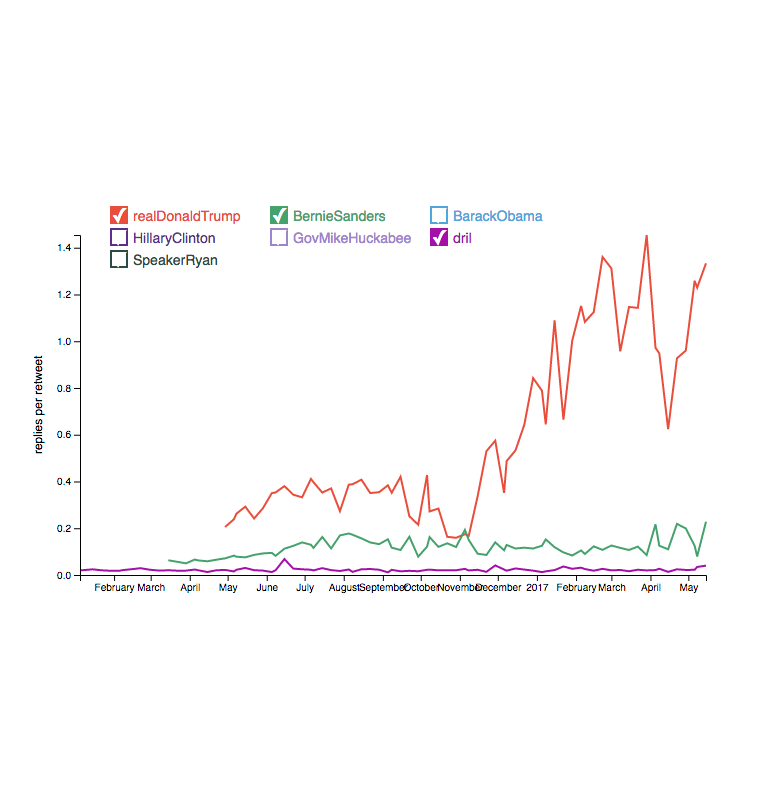 realDonaldTrump BernieSanders BarackObama
HillaryClinton GovMikeHuckabee dril
SpeakerRyan
1.4
1.2
1.0
0.8
0.6
0.4
0.2
0.0
replies per retweet
February March April May June July August September October November December 2017 February March April May